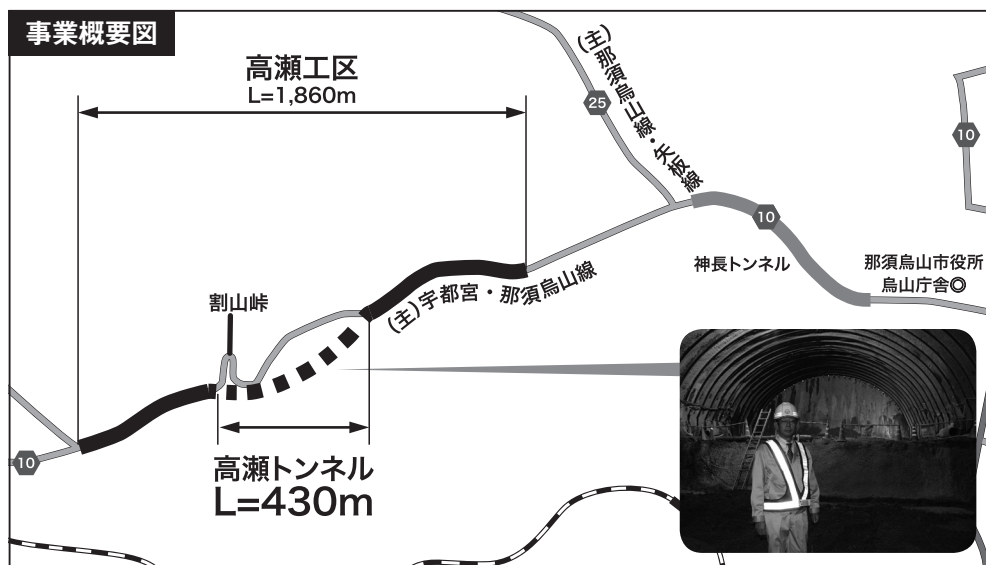 事業概要図
高瀬工区
L=1,860m
(主)那須烏山線・矢板線
25
10
10
神長トンネル
那須烏山市役所
烏山庁舎◎
(主)宇都宮・那須烏山線
割山峠
10
高瀬トンネル
L=430m